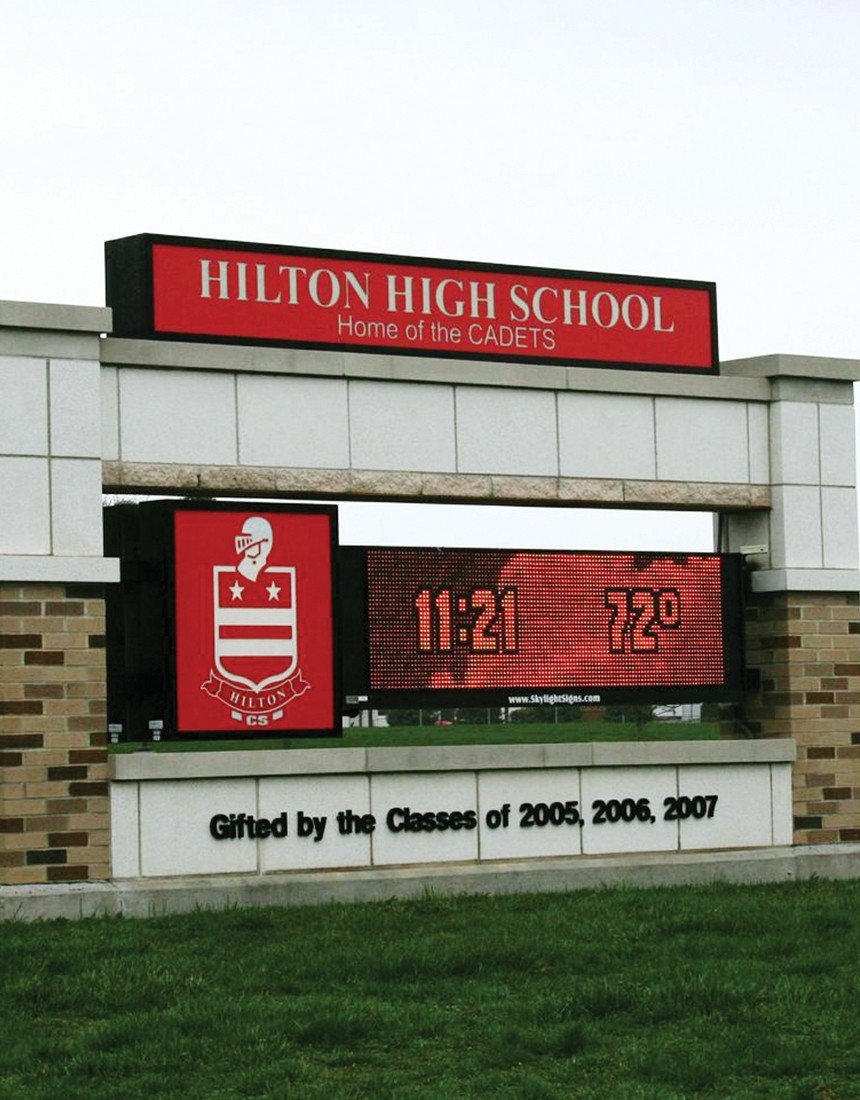 HILTON HIGH SCHOOL
Home of the CADETS
11:21 72º
HILTON
CS
www.SkylightSigns.com
Gifted by the Classes of 2005, 2006, 2007